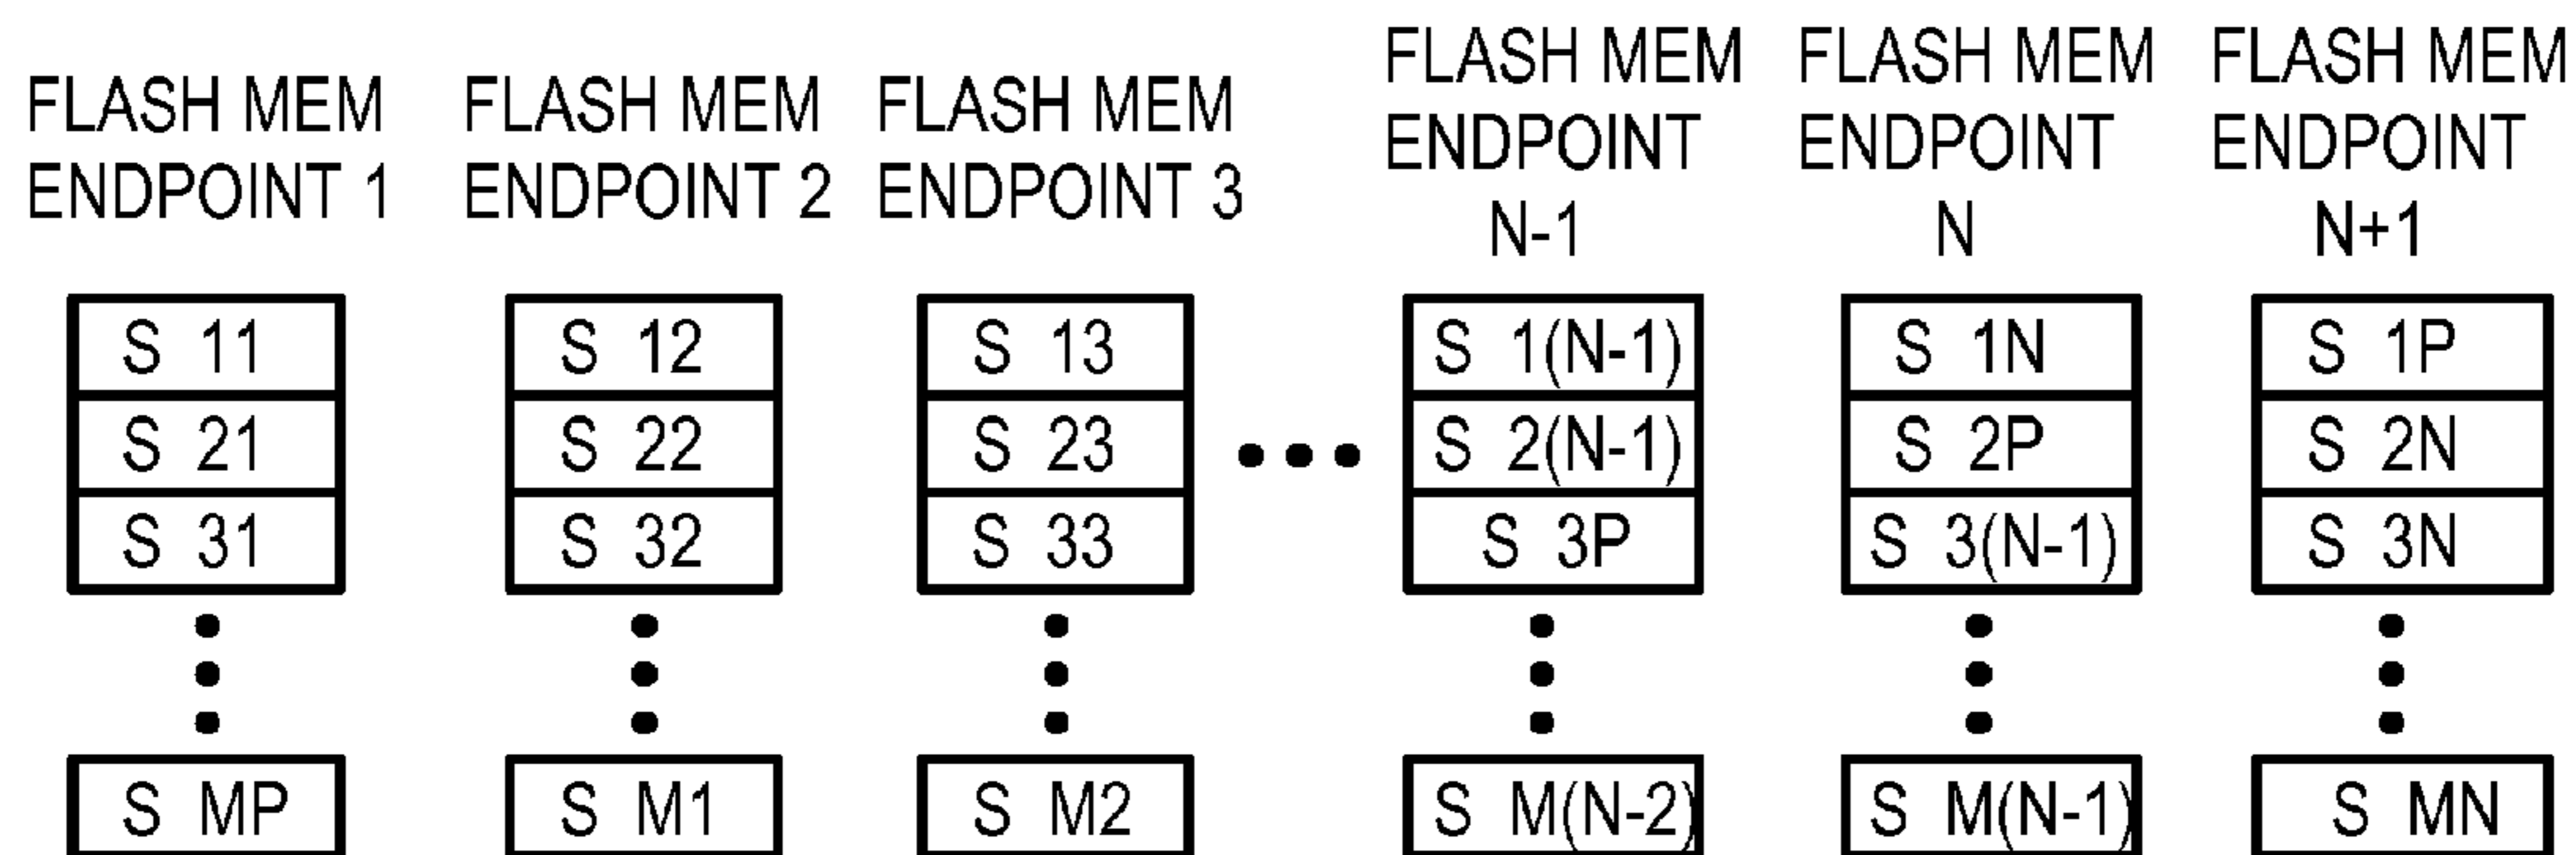 FLASH MEM
ENDPOINT 1
FLASH MEM
ENDPOINT 2
FLASH MEM
ENDPOINT 3
FLASH MEM
ENDPOINT
N-1
FLASH MEM
ENDPOINT
N
FLASH MEM
ENDPOINT
N+1
S 11
S 12
S 13
S 1(N-1)
S 1N
S 1P
S 21
S 22
S 23
S 2(N-1)
S 2P
S 2N
S 31
S 32
S 33
S 3P
S 3(N-1)
S 3N
S MP
S M1
S M2
S M(N-2)
S M(N-1)
S MN